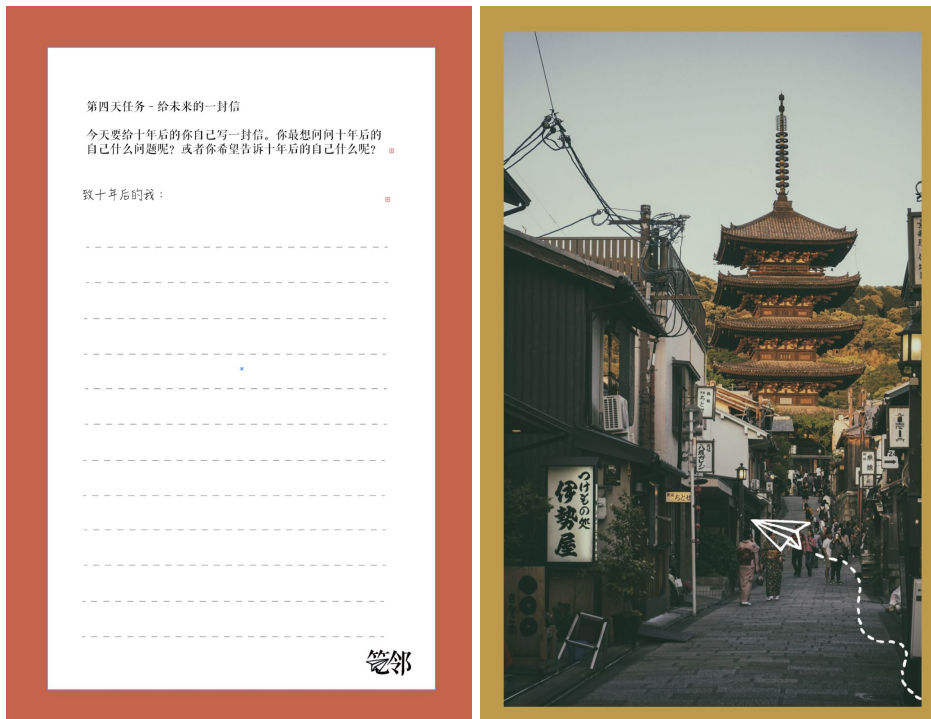 第四天任务 - 给未来的一封信
今天要给十年后的你自己写一封信。你最想问问十年后的
自己什么问题呢？或者你希望告诉十年后的自己什么呢？
致十年后的我：
笔邻
つけもの処
伊勢屋